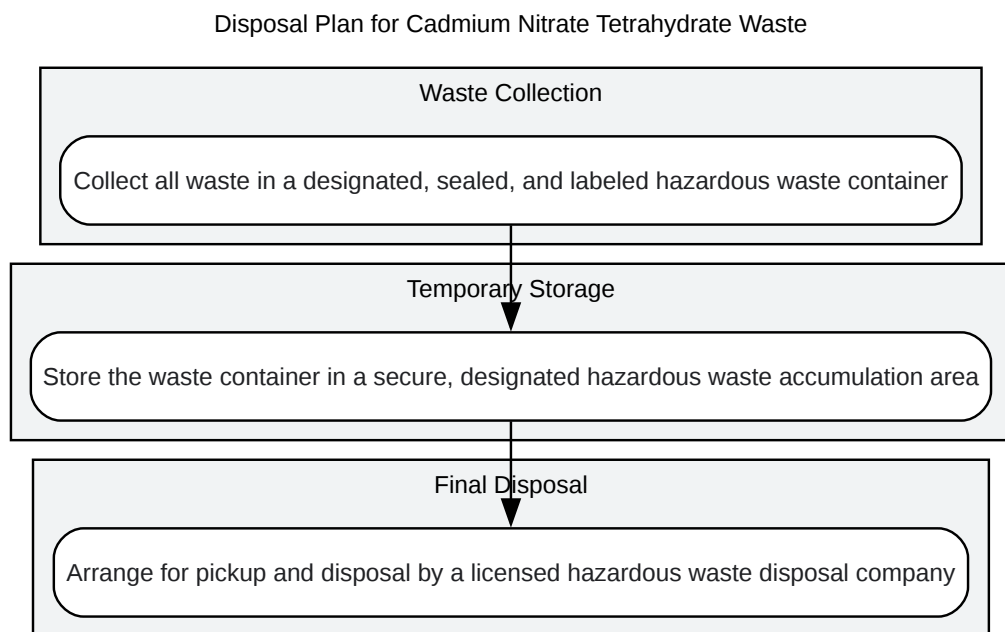 Disposal Plan for Cadmium Nitrate Tetrahydrate Waste
Waste Collection
Collect all waste in a designated, sealed, and labeled hazardous waste container
Temporary Storage
Store the waste container in a secure, designated hazardous waste accumulation area
Final Disposal
Arrange for pickup and disposal by a licensed hazardous waste disposal company